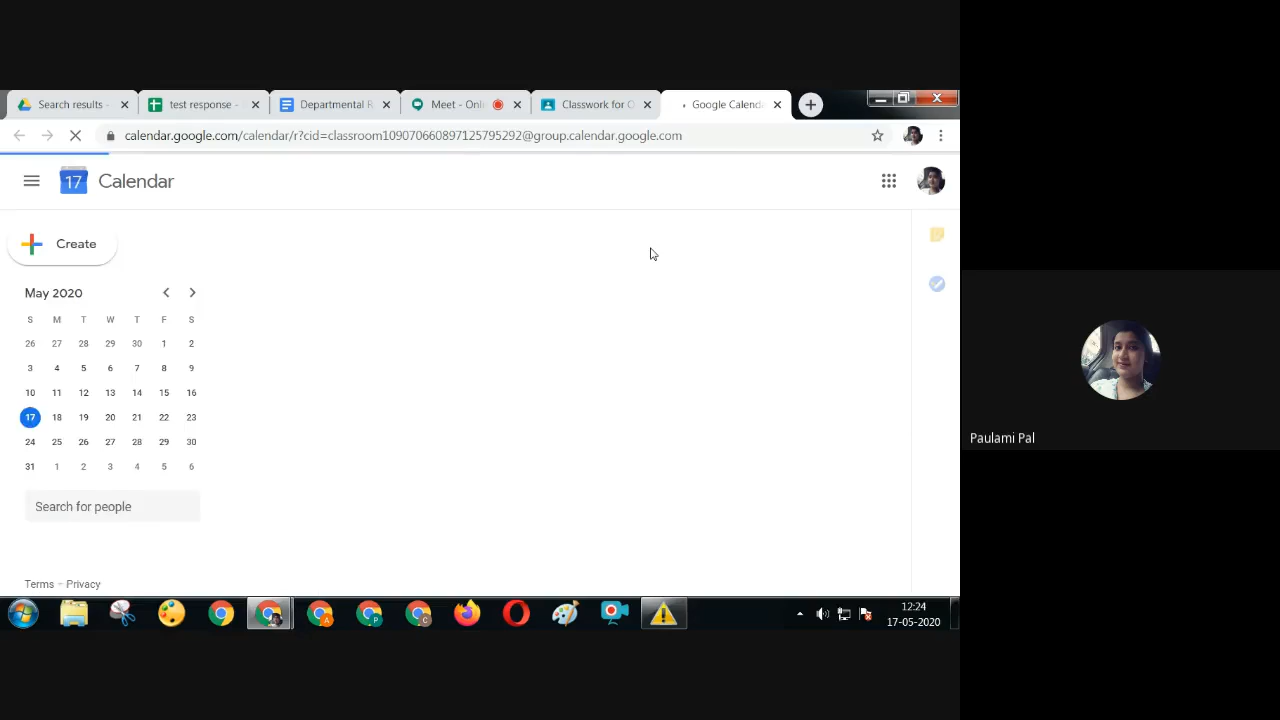 Search results -
test response -
Departmental R
Meet - Onl
Classwork for O
Google Calenda
calendar.google.com/calendar/r?cid=classroom109070660897125795292@group.calendar.google.com
17 Calendar
Create
May 2020
S M T W T F S
26 27 28 29 30 1 2
3 4 5 6 7 8 9
10 11 12 13 14 15 16
17 18 19 20 21 22 23
24 25 26 27 28 29 30
31 1 2 3 4 5 6
Search for people
Terms – Privacy
Paulami Pal
A
P
C
12:24
17-05-2020